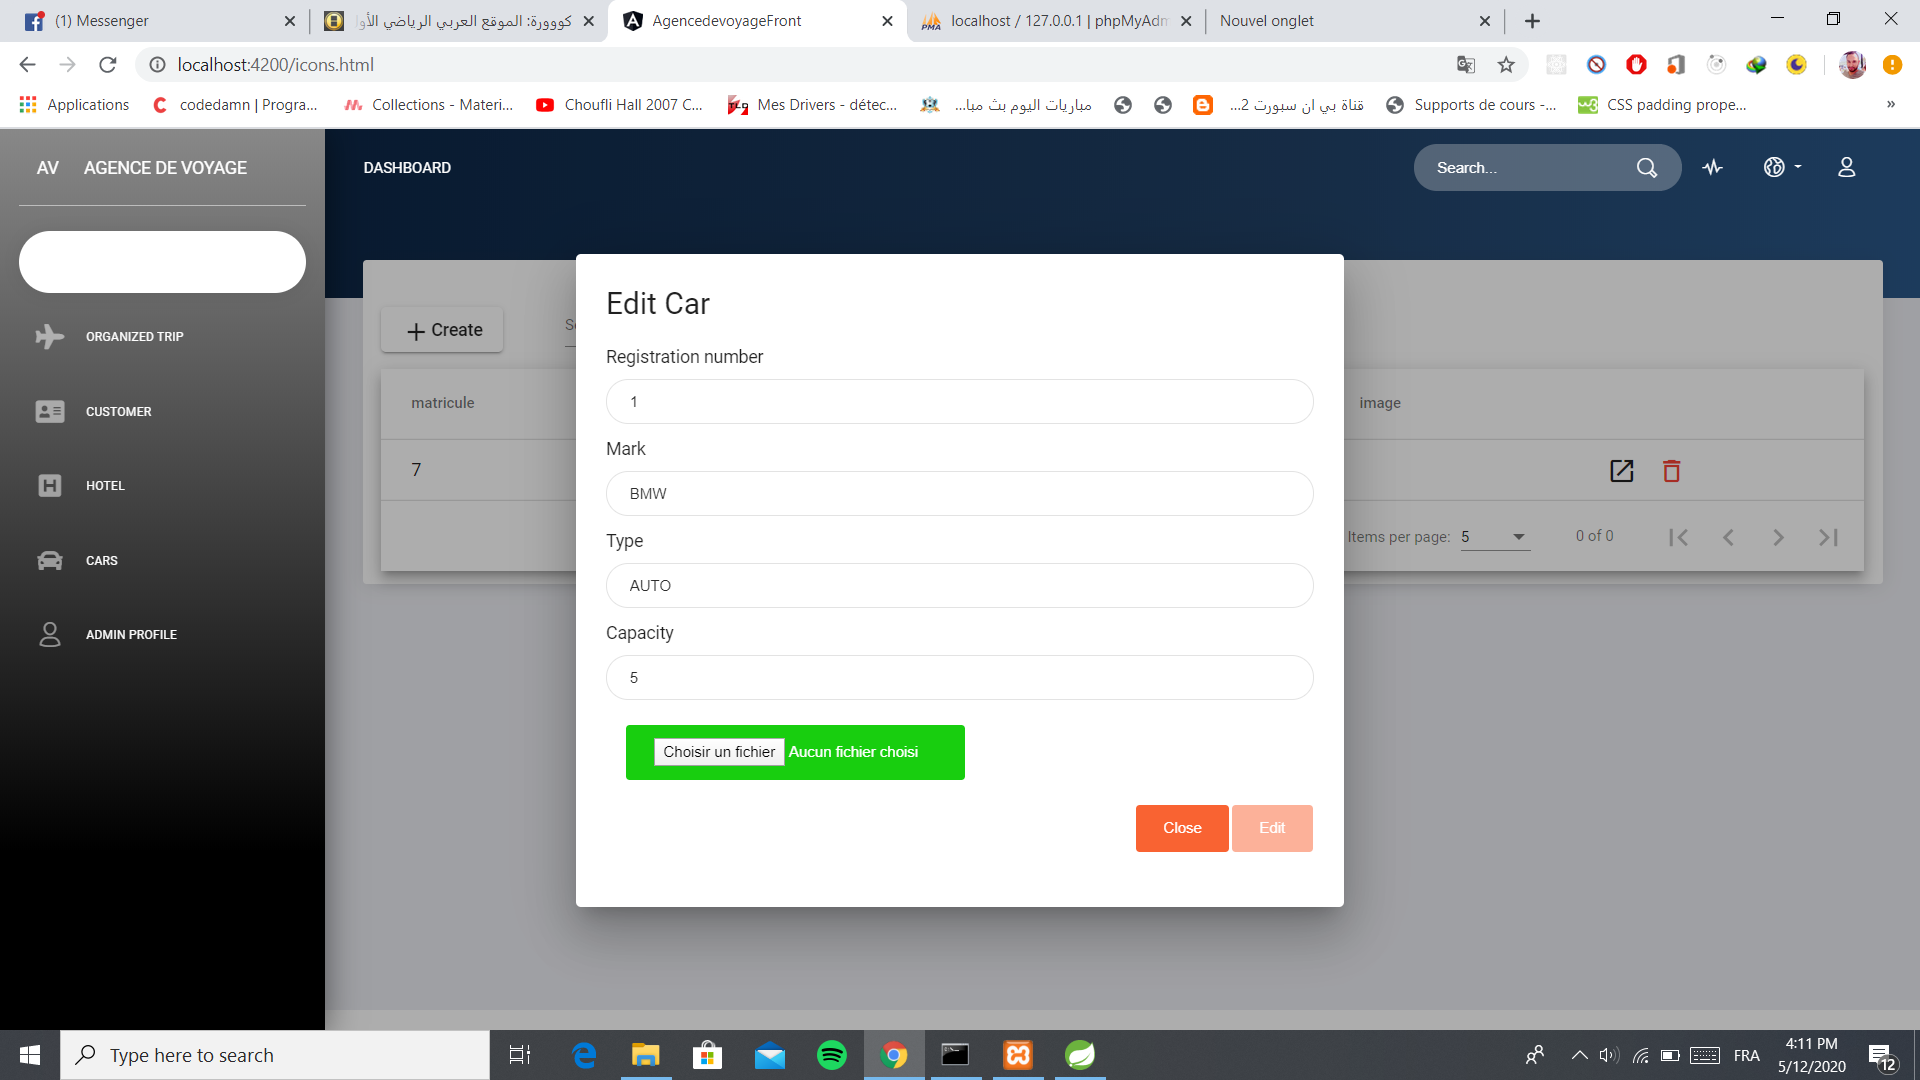 (1) Messenger
كووورة: الموقع العربي الرياضي الأو
AgencedevoyageFront
localhost / 127.0.0.1 | phpMyAdm
Nouvel onglet
localhost:4200/icons.html
Applications
codedamn | Progra...
Collections - Materi...
Choufli Hall 2007 C...
Mes Drivers - détec...
مباريات اليوم بث مبا...
قناة بي ان سبورت 2...
Supports de cours -...
CSS padding prope...
»
AV AGENCE DE VOYAGE
DASHBOARD
Search...
ORGANIZED TRIP
CUSTOMER
HOTEL
CARS
ADMIN PROFILE
Create
matricule
image
7
Items per page: 5
0 of 0
Edit Car
Registration number
1
Mark
BMW
Type
AUTO
Capacity
5
Choisir un fichier Aucun fichier choisi
Close
Edit
Type here to search
FRA
4:11 PM
5/12/2020
12